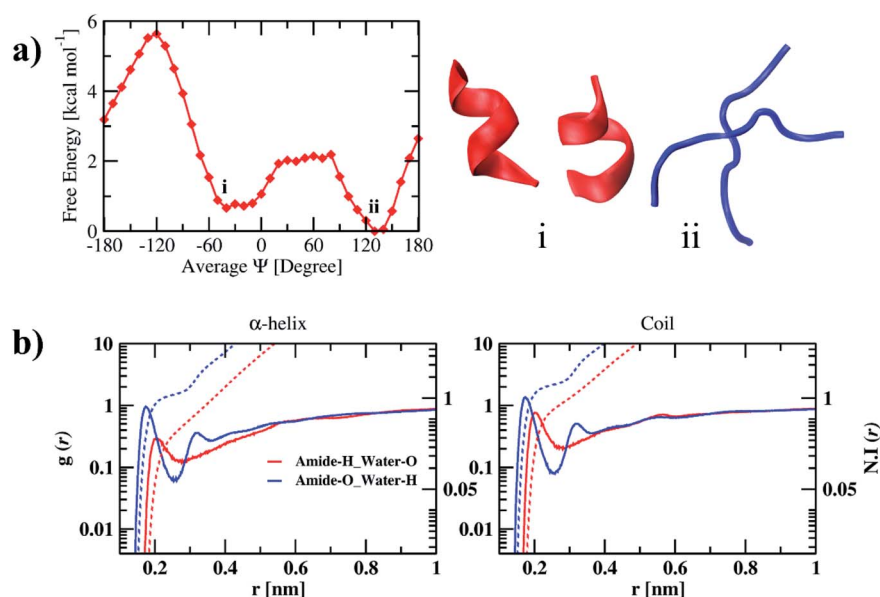 a)
Free Energy [kcal mol⁻¹]
6
4
2
0
i
ii
-180 -120 -60 0 60 120 180
Average Ψ [Degree]
i
ii
b)
α-helix
Coil
g (r)
10
1
0.1
0.01
Amide-H_Water-O
Amide-O_Water-H
1
0.05
0.2 0.4 0.6 0.8 1
r [nm]
10
1
0.1
0.01
1
0.05
N.I (r)
0.2 0.4 0.6 0.8 1
r [nm]